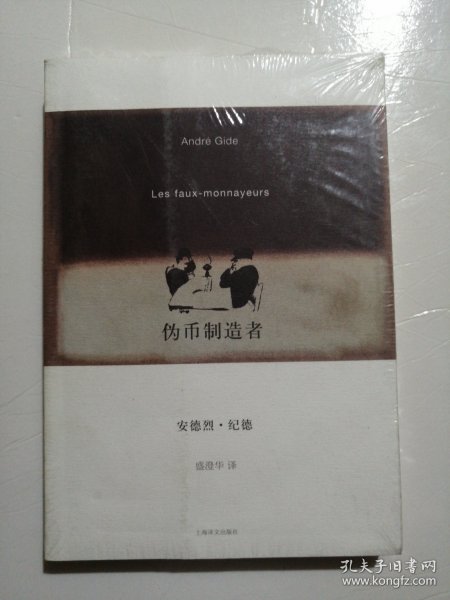 André Gide
Les faux-monnayeurs
伪币制造者
安德烈·纪德
盛澄华 译
上海译文出版社
孔夫子旧书网
www.kongfz.com